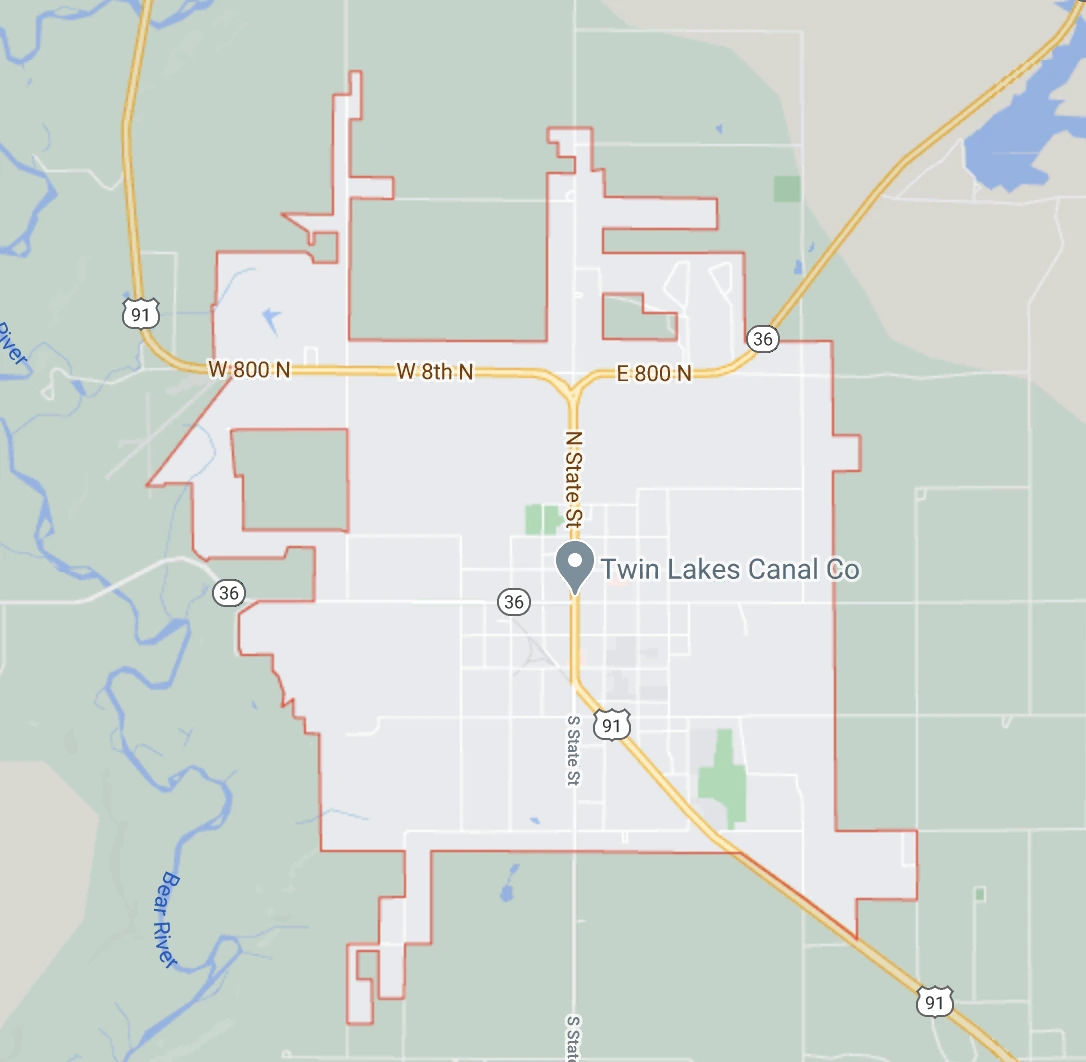 91
River
36
W 800 N
W 8th N
E 800 N
N State St
Twin Lakes Canal Co
36
36
91
S State St
Bear River
91
S State